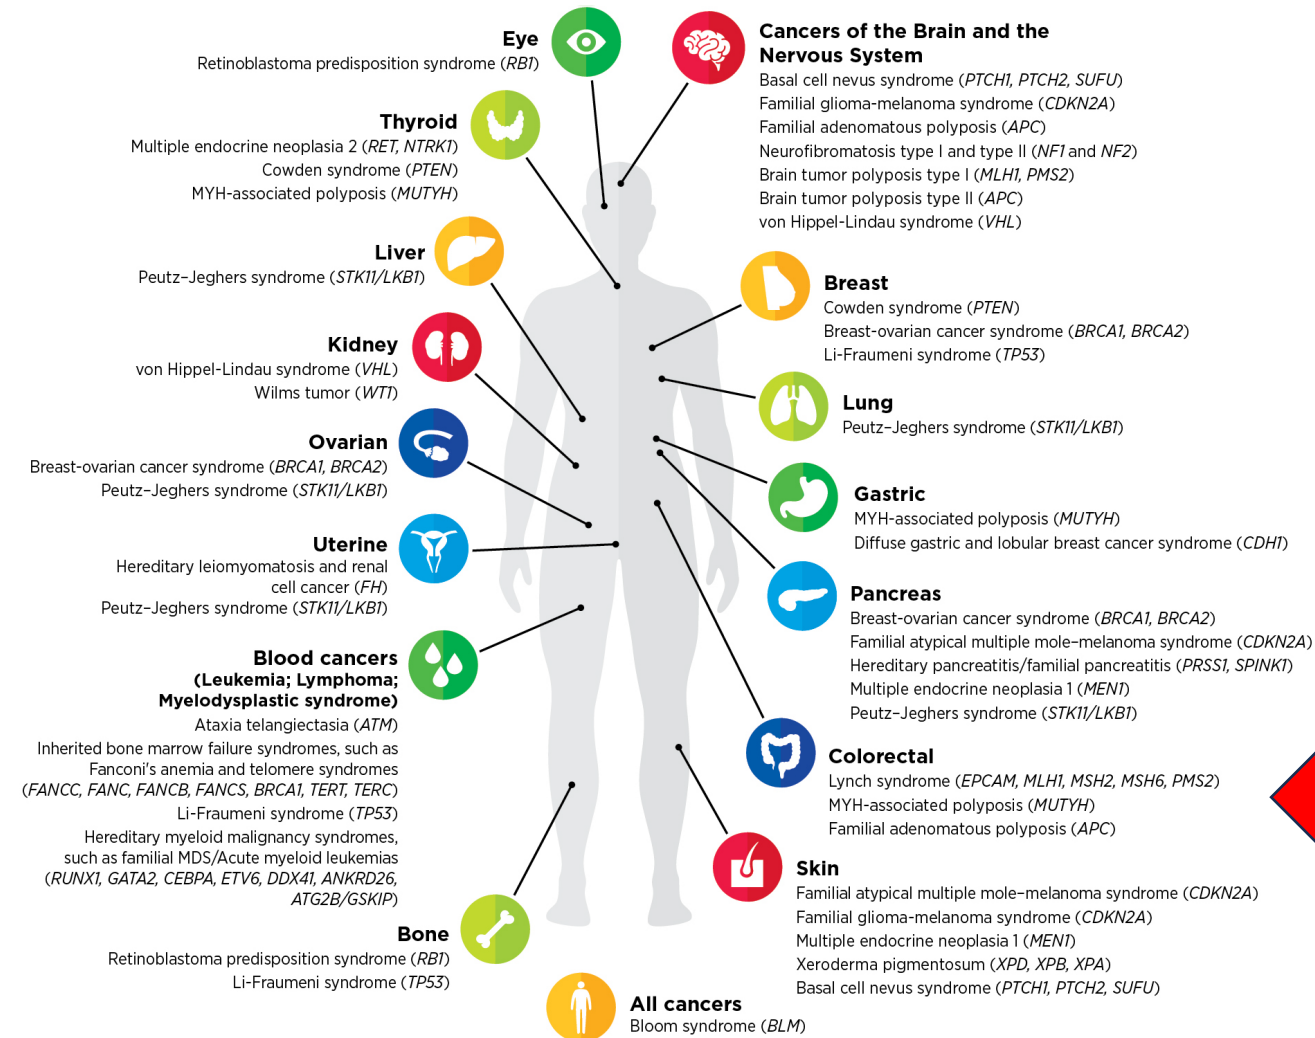 Eye
Retinoblastoma predisposition syndrome (RB1)
Thyroid
Multiple endocrine neoplasia 2 (RET, NTRK1)
Cowden syndrome (PTEN)
MYH-associated polyposis (MUTYH)
Liver
Peutz–Jeghers syndrome (STK11/LKB1)
Kidney
von Hippel-Lindau syndrome (VHL)
Wilms tumor (WT1)
Ovarian
Breast-ovarian cancer syndrome (BRCA1, BRCA2)
Peutz–Jeghers syndrome (STK11/LKB1)
Uterine
Hereditary leiomyomatosis and renal
cell cancer (FH)
Peutz–Jeghers syndrome (STK11/LKB1)
Blood cancers
(Leukemia; Lymphoma;
Myelodysplastic syndrome)
Ataxia telangiectasia (ATM)
Inherited bone marrow failure syndromes, such as
Fanconi's anemia and telomere syndromes
(FANCC, FANC, FANCB, FANCS, BRCA1, TERT, TERC)
Li-Fraumeni syndrome (TP53)
Hereditary myeloid malignancy syndromes,
such as familial MDS/Acute myeloid leukemias
(RUNX1, GATA2, CEBPA, ETV6, DDX41, ANKRD26,
ATG2B/GSKIP)
Bone
Retinoblastoma predisposition syndrome (RB1)
Li-Fraumeni syndrome (TP53)
Cancers of the Brain and the
Nervous System
Basal cell nevus syndrome (PTCH1, PTCH2, SUFU)
Familial glioma-melanoma syndrome (CDKN2A)
Familial adenomatous polyposis (APC)
Neurofibromatosis type I and type II (NF1 and NF2)
Brain tumor polyposis type I (MLH1, PMS2)
Brain tumor polyposis type II (APC)
von Hippel-Lindau syndrome (VHL)
Breast
Cowden syndrome (PTEN)
Breast-ovarian cancer syndrome (BRCA1, BRCA2)
Li-Fraumeni syndrome (TP53)
Lung
Peutz–Jeghers syndrome (STK11/LKB1)
Gastric
MYH-associated polyposis (MUTYH)
Diffuse gastric and lobular breast cancer syndrome (CDH1)
Pancreas
Breast-ovarian cancer syndrome (BRCA1, BRCA2)
Familial atypical multiple mole–melanoma syndrome (CDKN2A)
Hereditary pancreatitis/familial pancreatitis (PRSS1, SPINK1)
Multiple endocrine neoplasia 1 (MEN1)
Peutz–Jeghers syndrome (STK11/LKB1)
Colorectal
Lynch syndrome (EPCAM, MLH1, MSH2, MSH6, PMS2)
MYH-associated polyposis (MUTYH)
Familial adenomatous polyposis (APC)
Skin
Familial atypical multiple mole–melanoma syndrome (CDKN2A)
Familial glioma-melanoma syndrome (CDKN2A)
Multiple endocrine neoplasia 1 (MEN1)
Xeroderma pigmentosum (XPD, XPB, XPA)
Basal cell nevus syndrome (PTCH1, PTCH2, SUFU)
All cancers
Bloom syndrome (BLM)